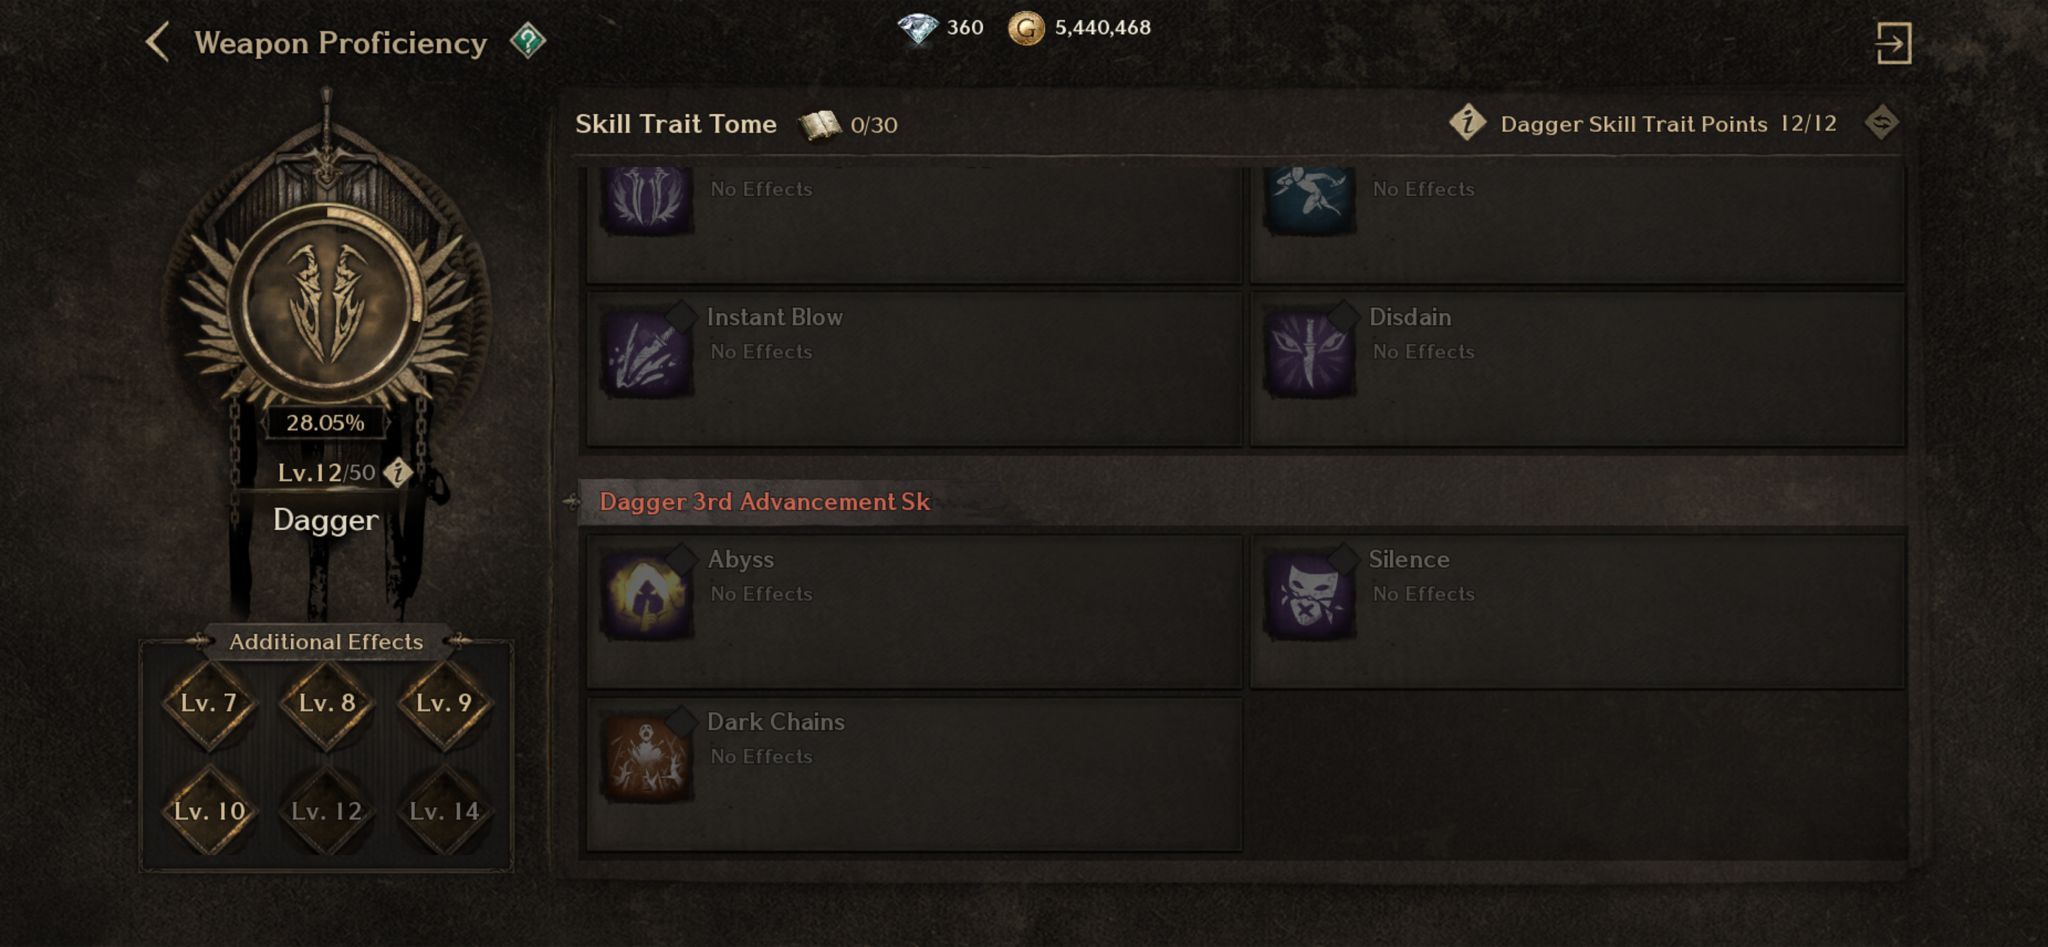 Weapon Proficiency
360
5,440,468
Skill Trait Tome
0/30
Dagger Skill Trait Points 12/12
No Effects
No Effects
Instant Blow
No Effects
Disdain
No Effects
28.05%
Lv.12/50
Dagger
Dagger 3rd Advancement Sk
Abyss
No Effects
Silence
No Effects
Dark Chains
No Effects
Additional Effects
Lv. 7
Lv. 8
Lv. 9
Lv. 10
Lv. 12
Lv. 14